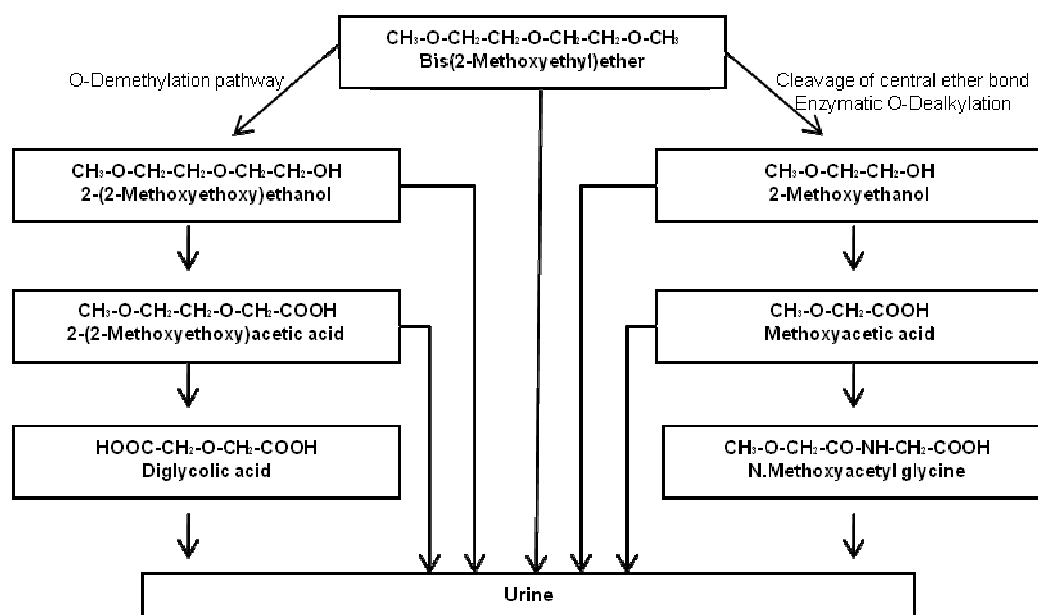 CH₃-O-CH₂-CH₂-O-CH₂-CH₂-O-CH₃
Bis(2-Methoxyethyl)ether
O-Demethylation pathway
Cleavage of central ether bond
Enzymatic O-Dealkylation
CH₃-O-CH₂-CH₂-O-CH₂-CH₂-OH
2-(2-Methoxyethoxy)ethanol
CH₃-O-CH₂-CH₂-OH
2-Methoxyethanol
CH₃-O-CH₂-CH₂-O-CH₂-COOH
2-(2-Methoxyethoxy)acetic acid
CH₃-O-CH₂-COOH
Methoxyacetic acid
HOOC-CH₂-O-CH₂-COOH
Diglycolic acid
CH₃-O-CH₂-CO-NH-CH₂-COOH
N.Methoxyacetyl glycine
Urine